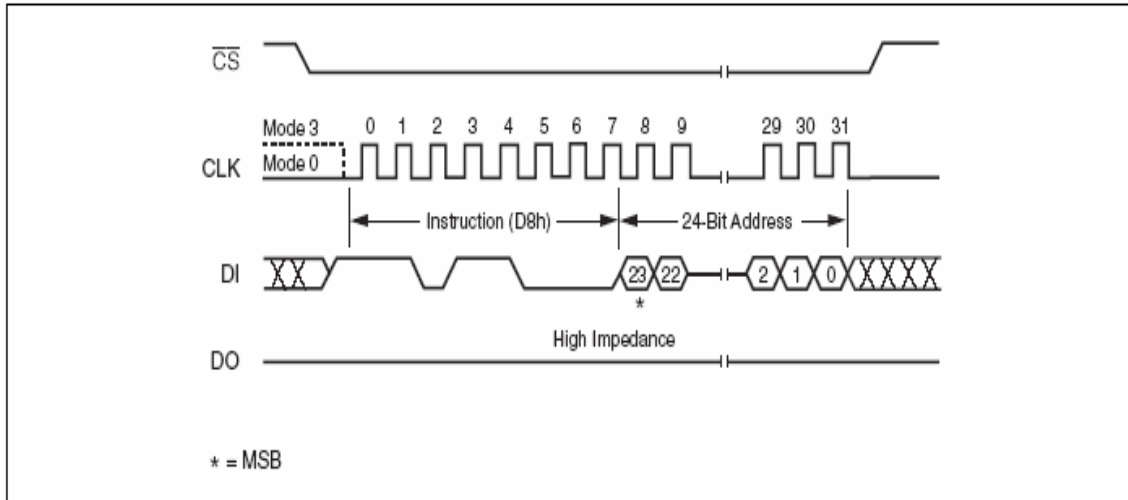 CS
Mode 3 0 1 2 3 4 5 6 7 8 9 29 30 31
CLK Mode 0
Instruction (D8h) 24-Bit Address
DI 23 22 2 1 0
*
High Impedance
DO
* = MSB